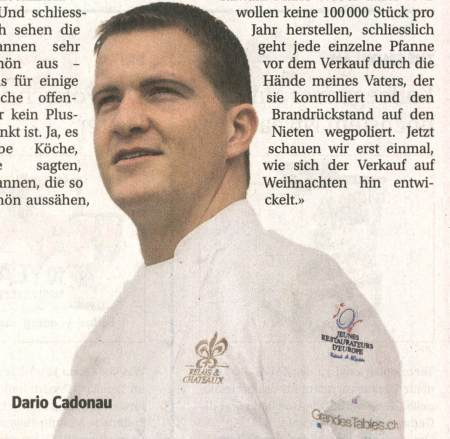 Und schliess-
h sehen die
annen sehr
hön aus –
s für einige
che offen-
r kein Plus-
nkt ist. Ja, es
be Köche,
e sagten,
annen, die so
hön aussähen,
wollen keine 100 000 Stück pro
Jahr herstellen, schliesslich
geht jede einzelne Pfanne
vor dem Verkauf durch die
Hände meines Vaters, der
sie kontrolliert und den
Brandrückstand auf den
Nieten wegpoliert. Jetzt
schauen wir erst einmal,
wie sich der Verkauf auf
Weihnachten hin entwi-
ckelt.»
RELAIS &
CHATEAUX
JEUNES
RESTAURATEURS
D'EUROPE
GrandesTables.ch
Dario Cadonau